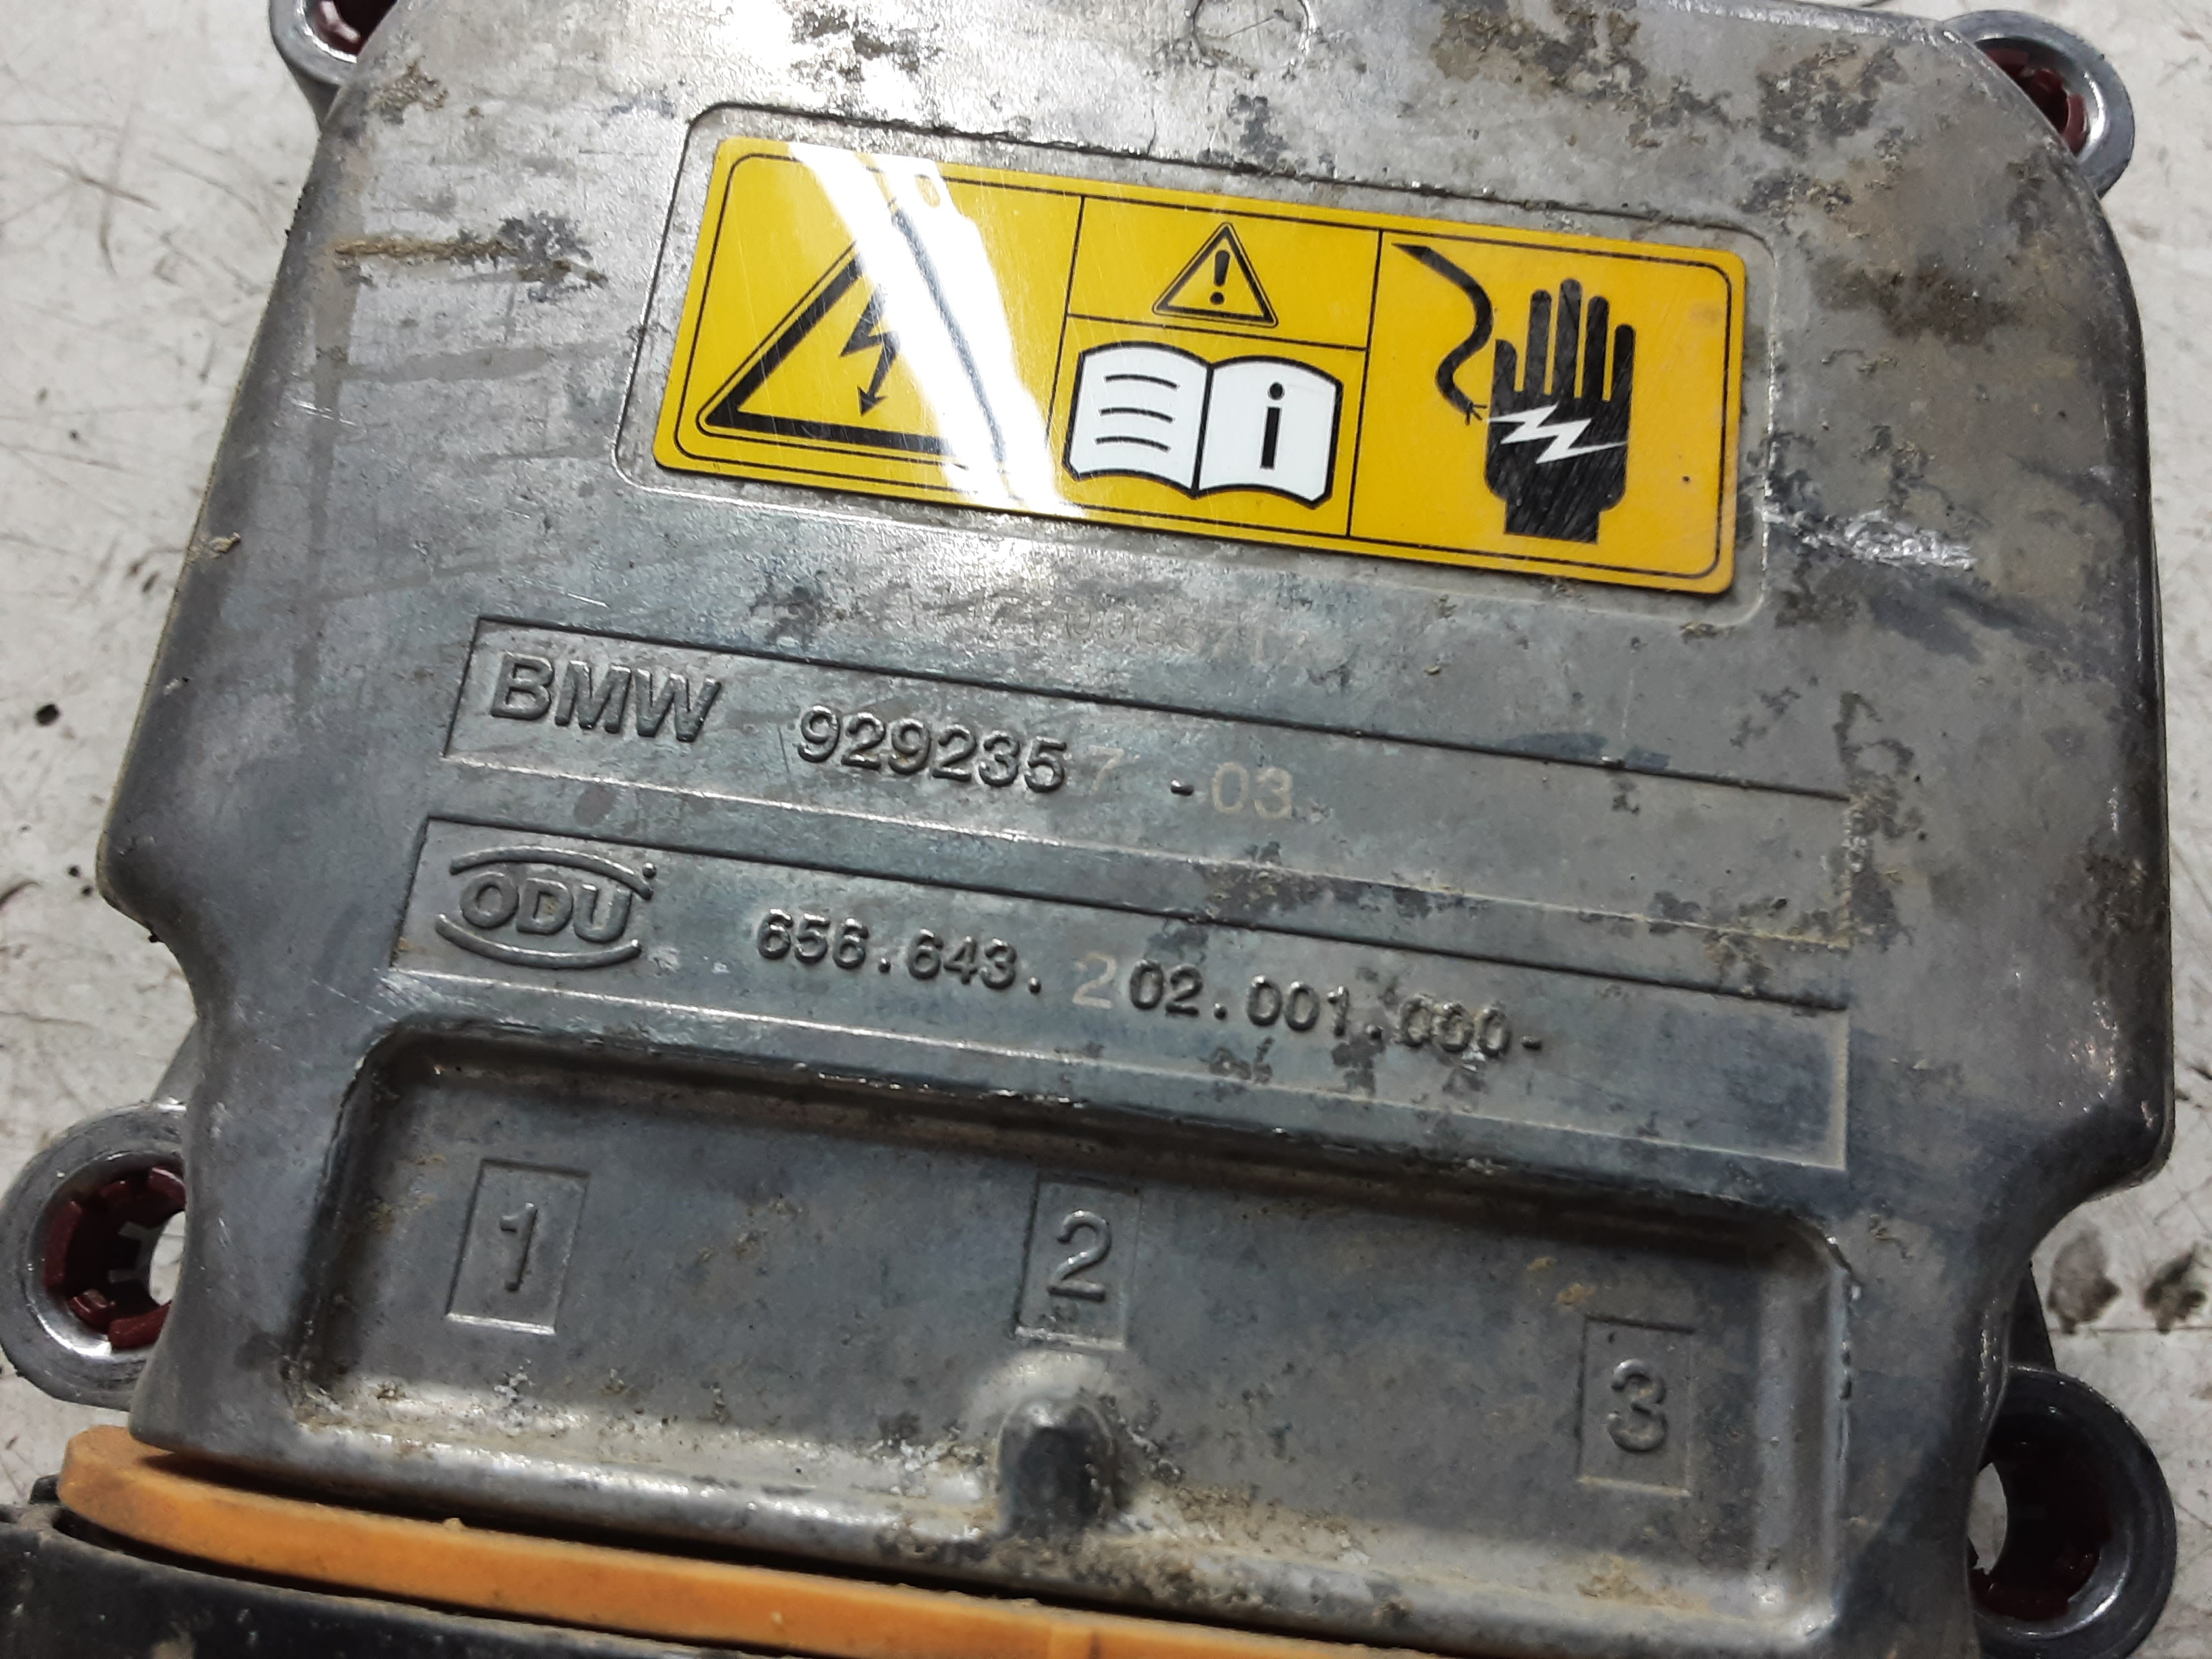 i
BMW 9292357 -03
ODU 656.643.202.001.000-
1 2 3